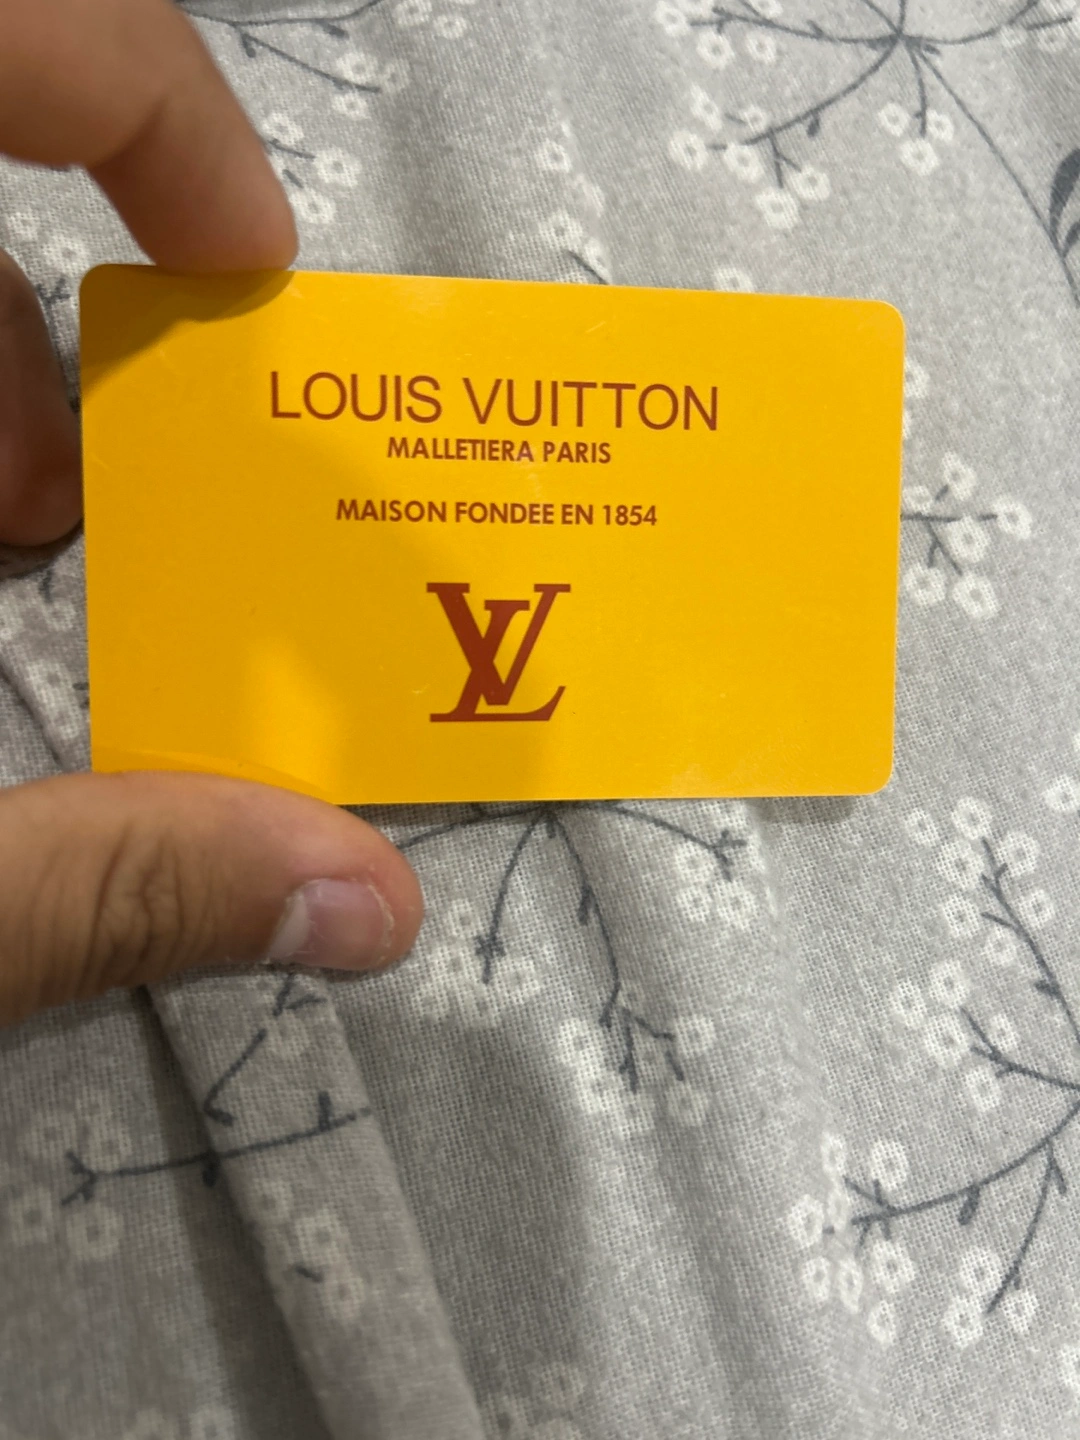 LOUIS VUITTON
MALLETIERA PARIS
MAISON FONDEE EN 1854
LV